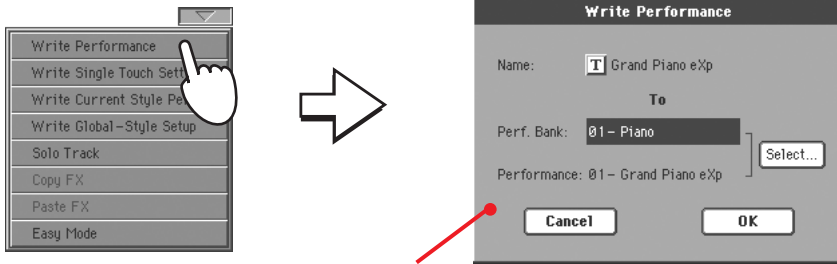 Write Performance
Write Single Touch Sett
Write Current Style Pe
Write Global-Style Setup
Solo Track
Copy FX
Paste FX
Easy Mode
Write Performance
Name: T Grand Piano eXp
To
Perf. Bank: 01- Piano
Select...
Performance: 01- Grand Piano eXp
Cancel OK